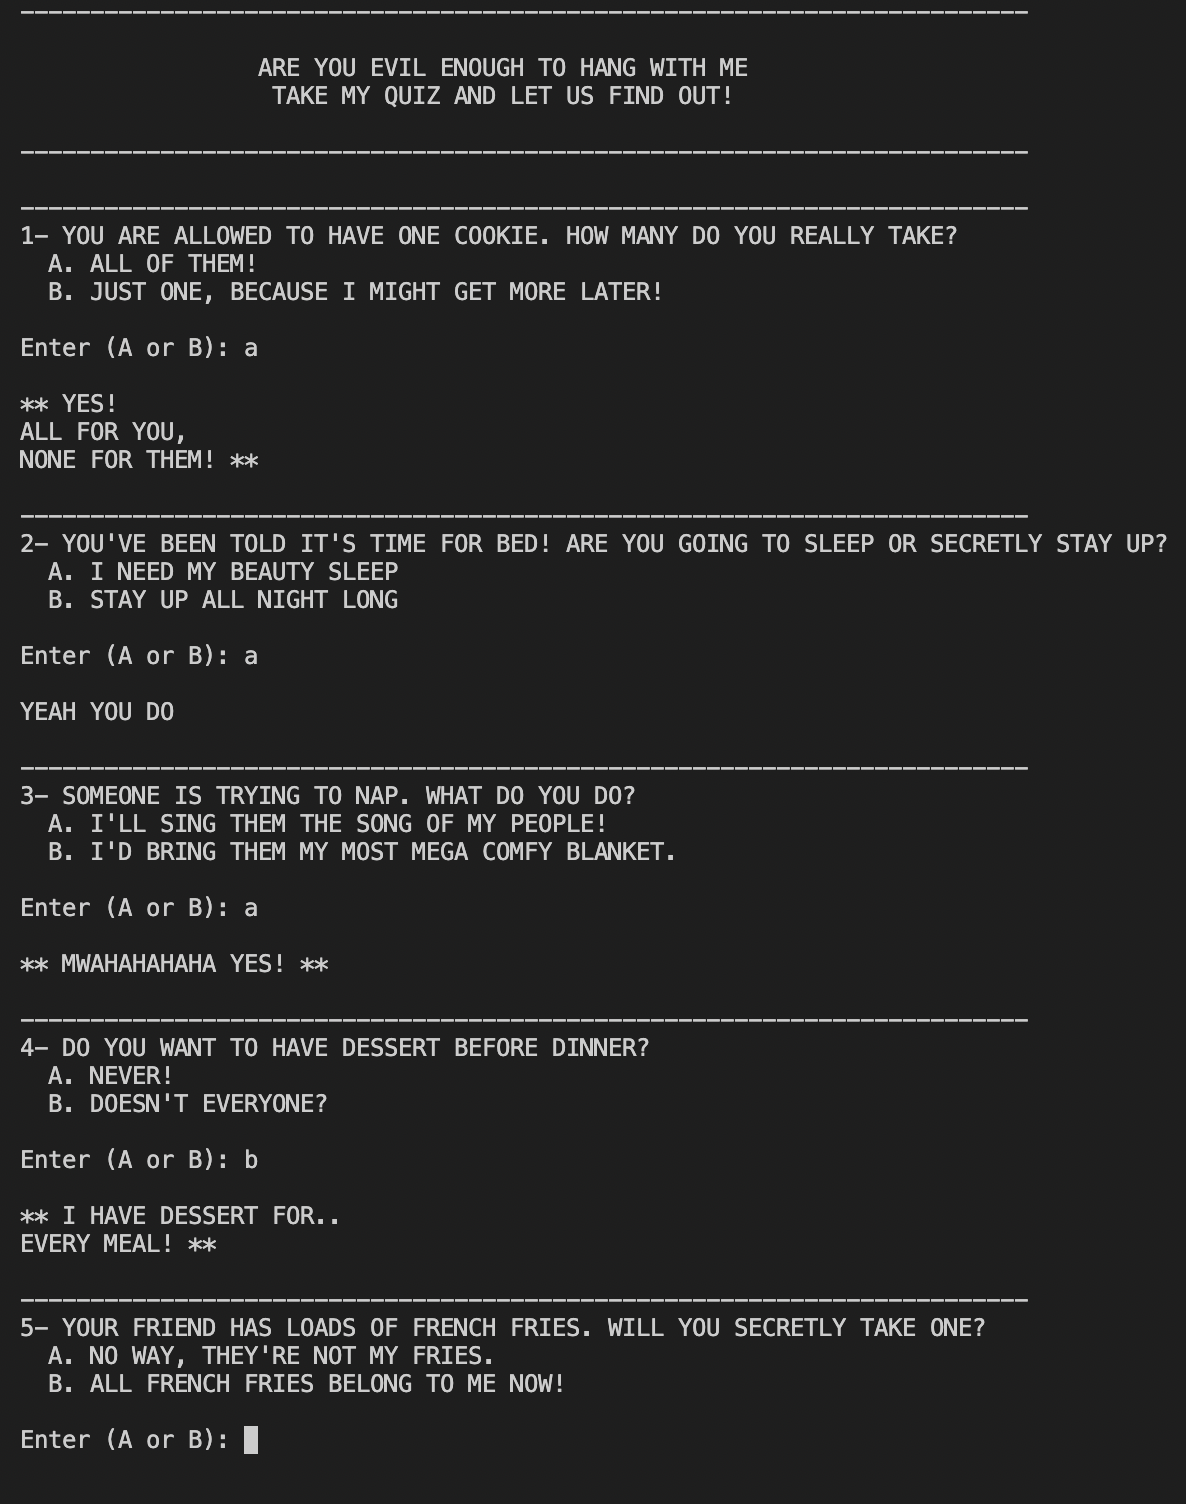 ARE YOU EVIL ENOUGH TO HANG WITH ME
TAKE MY QUIZ AND LET US FIND OUT!
1- YOU ARE ALLOWED TO HAVE ONE COOKIE. HOW MANY DO YOU REALLY TAKE?
A. ALL OF THEM!
B. JUST ONE, BECAUSE I MIGHT GET MORE LATER!
Enter (A or B): a
** YES!
ALL FOR YOU,
NONE FOR THEM! **
2- YOU'VE BEEN TOLD IT'S TIME FOR BED! ARE YOU GOING TO SLEEP OR SECRETLY STAY UP?
A. I NEED MY BEAUTY SLEEP
B. STAY UP ALL NIGHT LONG
Enter (A or B): a
YEAH YOU DO
3- SOMEONE IS TRYING TO NAP. WHAT DO YOU DO?
A. I'LL SING THEM THE SONG OF MY PEOPLE!
B. I'D BRING THEM MY MOST MEGA COMFY BLANKET.
Enter (A or B): a
** MWAHAHAHAHA YES! **
4- DO YOU WANT TO HAVE DESSERT BEFORE DINNER?
A. NEVER!
B. DOESN'T EVERYONE?
Enter (A or B): b
** I HAVE DESSERT FOR..
EVERY MEAL! **
5- YOUR FRIEND HAS LOADS OF FRENCH FRIES. WILL YOU SECRETLY TAKE ONE?
A. NO WAY, THEY'RE NOT MY FRIES.
B. ALL FRENCH FRIES BELONG TO ME NOW!
Enter (A or B):